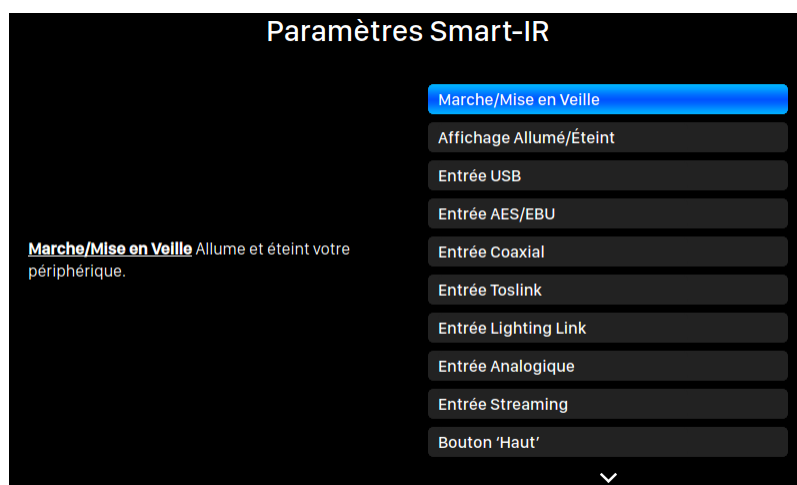 Paramètres Smart-IR
Marche/Mise en Veille Allume et éteint votre
périphérique.
Marche/Mise en Veille
Affichage Allumé/Éteint
Entrée USB
Entrée AES/EBU
Entrée Coaxial
Entrée Toslink
Entrée Lighting Link
Entrée Analogique
Entrée Streaming
Bouton ‘Haut’